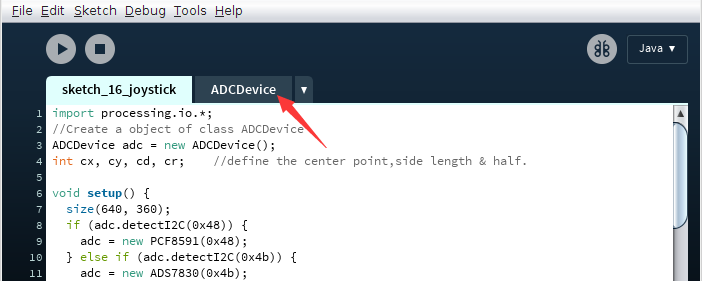 File Edit Sketch Debug Tools Help
Java ▾
sketch_16_joystick ADCDevice ▾
1 import processing.io.*;
2 //Create a object of class ADCDevice
3 ADCDevice adc = new ADCDevice();
4 int cx, cy, cd, cr;    //define the center point,side length & half.
5
6 void setup() {
7   size(640, 360);
8   if (adc.detectI2C(0x48)) {
9     adc = new PCF8591(0x48);
10   } else if (adc.detectI2C(0x4b)) {
11     adc = new ADS7830(0x4b);